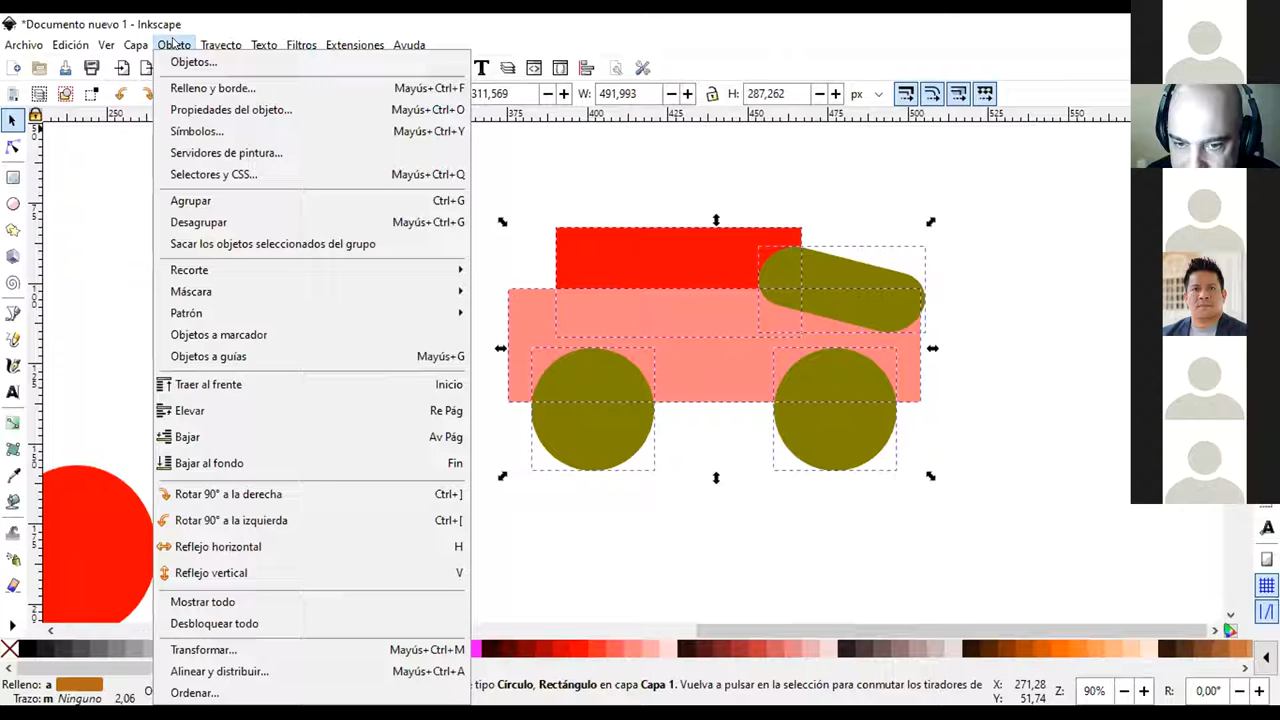 *Documento nuevo 1 - Inkscape
Archivo Edición Ver Capa Objeto Trayecto Texto Filtros Extensiones Ayuda
Objetos...
Relleno y borde... Mayús+Ctrl+F
311,569 W: 491,993 H: 287,262 px
Propiedades del objeto... Mayús+Ctrl+O
250 375 400 425 450 475 500 525 550
Símbolos... Mayús+Ctrl+Y
Servidores de pintura...
Selectores y CSS... Mayús+Ctrl+Q
Agrupar Ctrl+G
Desagrupar Mayús+Ctrl+G
Sacar los objetos seleccionados del grupo
Recorte
Máscara
Patrón
Objetos a marcador
Objetos a guías Mayús+G
Traer al frente Inicio
Elevar Re Pág
Bajar Av Pág
Bajar al fondo Fin
Rotar 90° a la derecha Ctrl+]
Rotar 90° a la izquierda Ctrl+[
Reflejo horizontal H
Reflejo vertical V
Mostrar todo
Desbloquear todo
Transformar... Mayús+Ctrl+M
Alinear y distribuir... Mayús+Ctrl+A
Ordenar...
Relleno: a
Trazo: m Ninguno 2,06 O
tipo Círculo, Rectángulo en capa Capa 1. Vuelva a pulsar en la selección para conmutar los tiradores de
X: 271,28
Y: 51,74
Z: 90%
R: 0,00°